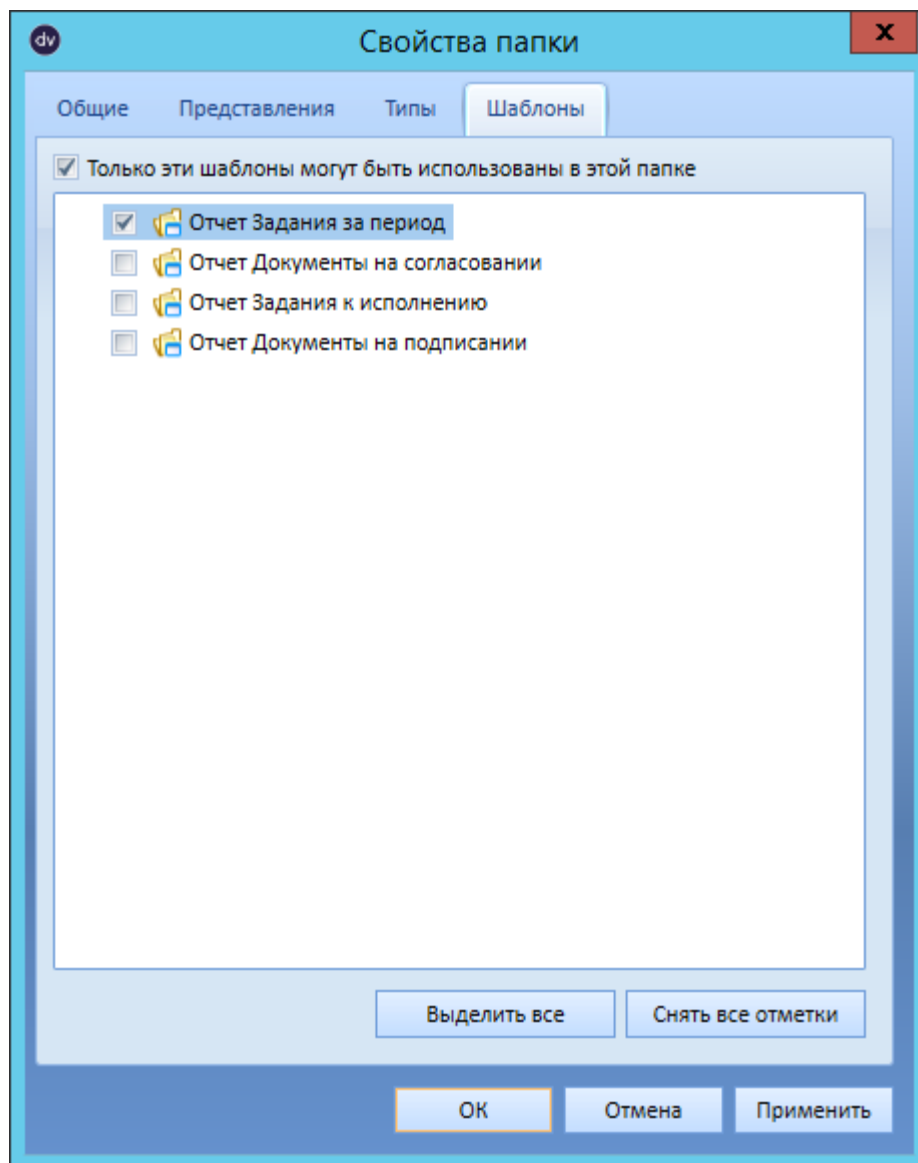 dv
Свойства папки
x
Общие Представления Типы Шаблоны
Только эти шаблоны могут быть использованы в этой папке
Отчет Задания за период
Отчет Документы на согласовании
Отчет Задания к исполнению
Отчет Документы на подписании
Выделить все Снять все отметки
ОК Отмена Применить